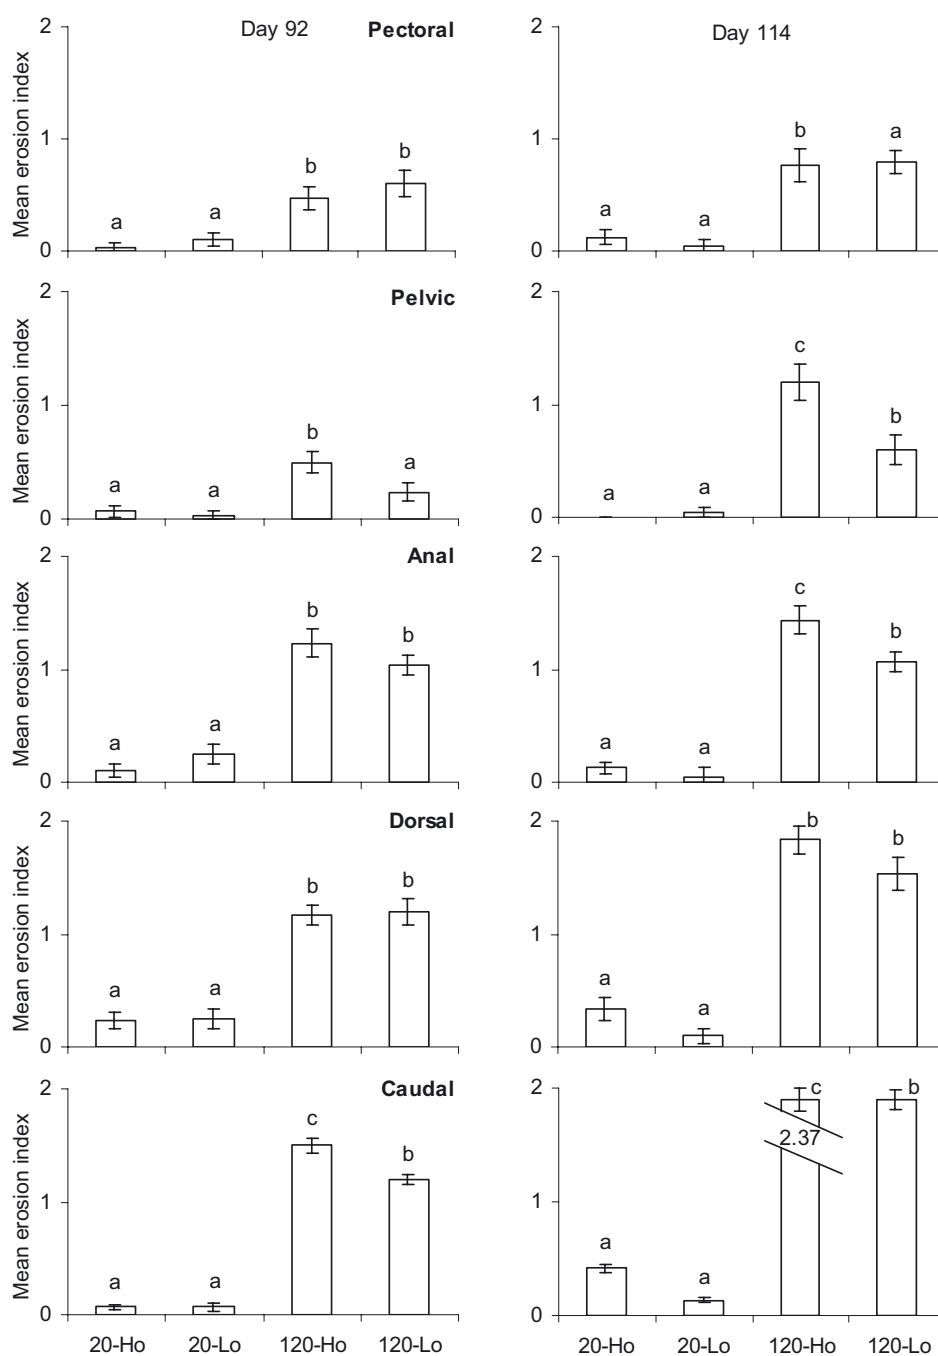 Day 92 Pectoral
Mean erosion index
2
1
0
a a b b
Day 114
2
1
0
a a b a
Pelvic
Mean erosion index
2
1
0
a a b a
2
1
0
a a c b
Anal
Mean erosion index
2
1
0
a a b b
2
1
0
a a c b
Dorsal
Mean erosion index
2
1
0
a a b b
2
1
0
a a b b
Caudal
Mean erosion index
2
1
0
a a c b
20-Ho 20-Lo 120-Ho 120-Lo
2
1
0
a a c b
2.37
20-Ho 20-Lo 120-Ho 120-Lo